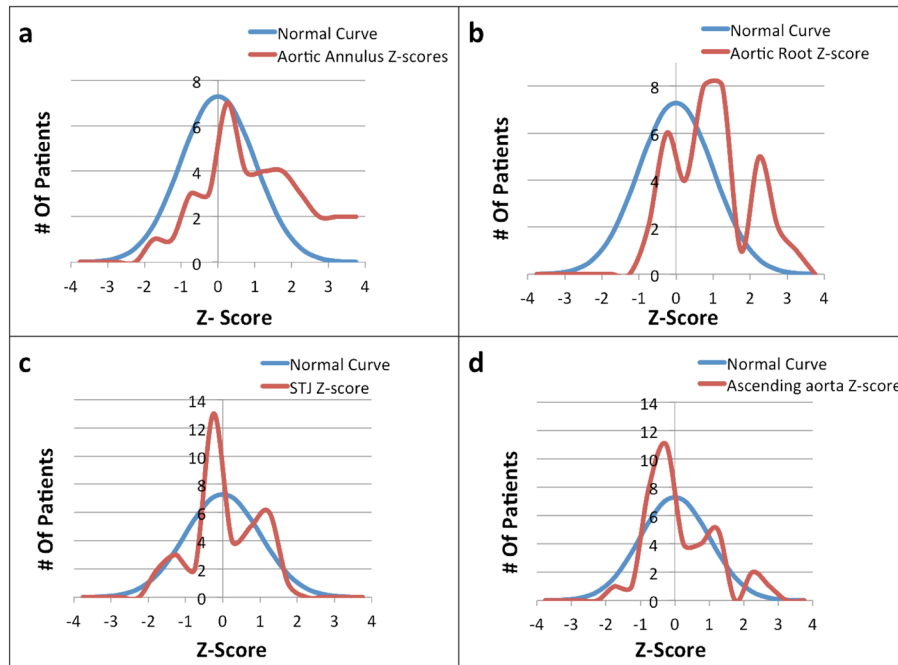 a
Normal Curve
Aortic Annulus Z-scores
8
6
4
2
0
-4 -3 -2 -1 0 1 2 3 4
# Of Patients
Z- Score
b
Normal Curve
Aortic Root Z-score
8
6
4
2
0
-4 -3 -2 -1 0 1 2 3 4
# Of Patients
Z-Score
c
Normal Curve
STJ Z-score
14
12
10
8
6
4
2
0
-4 -3 -2 -1 0 1 2 3 4
# Of Patients
Z-Score
d
Normal Curve
Ascending aorta Z-score
14
12
10
8
6
4
2
0
-4 -3 -2 -1 0 1 2 3 4
# Of Patients
Z-Score